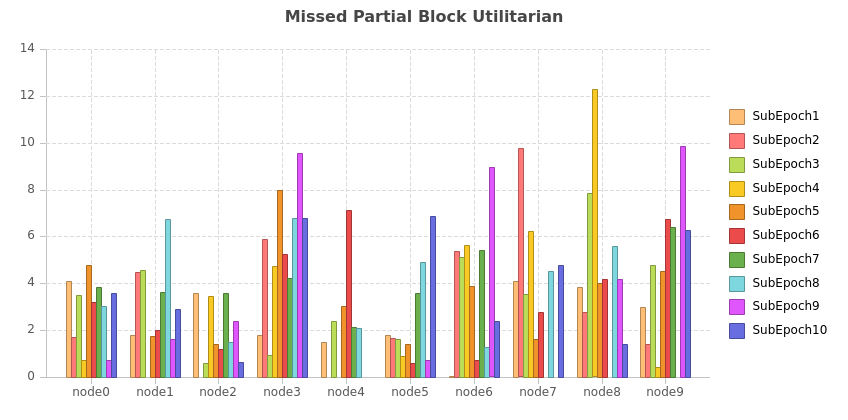 Missed Partial Block Utilitarian
14
12
10
8
6
4
2
0
node0 node1 node2 node3 node4 node5 node6 node7 node8 node9
SubEpoch1
SubEpoch2
SubEpoch3
SubEpoch4
SubEpoch5
SubEpoch6
SubEpoch7
SubEpoch8
SubEpoch9
SubEpoch10